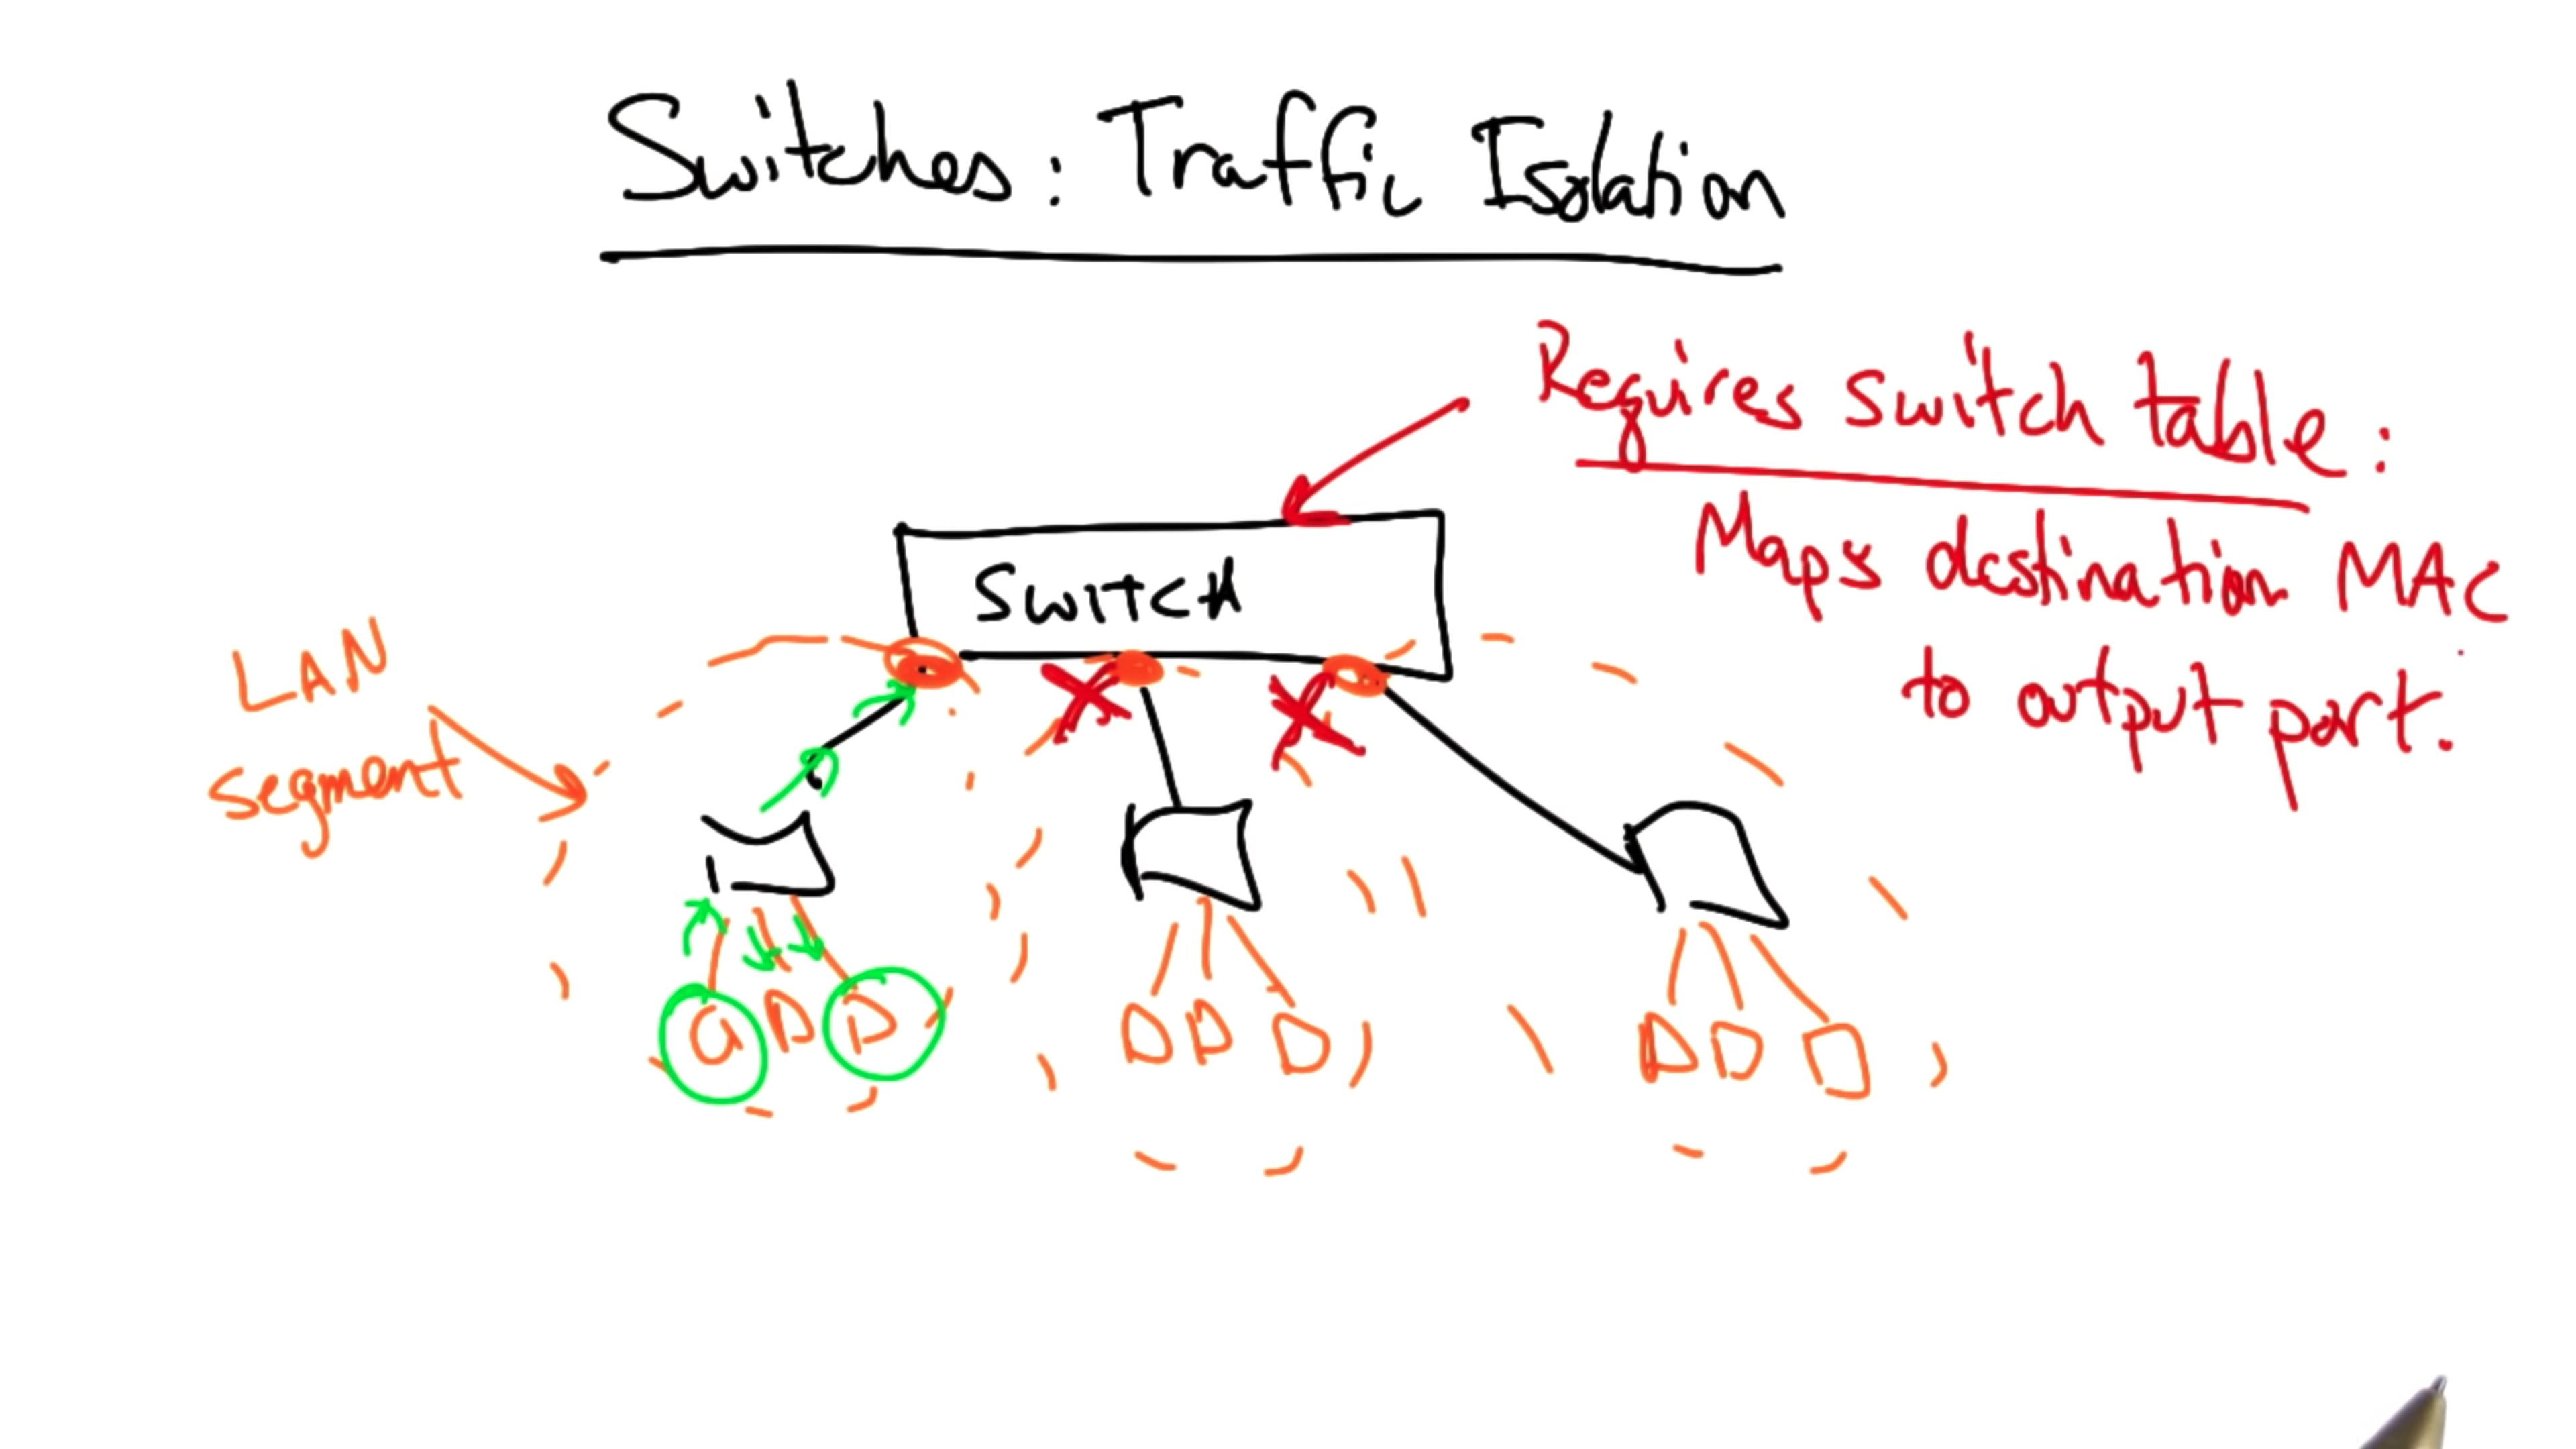 Switches: Traffic Isolation
Requires switch table:
Maps destination MAC
to output port.
SWITCH
LAN
segment